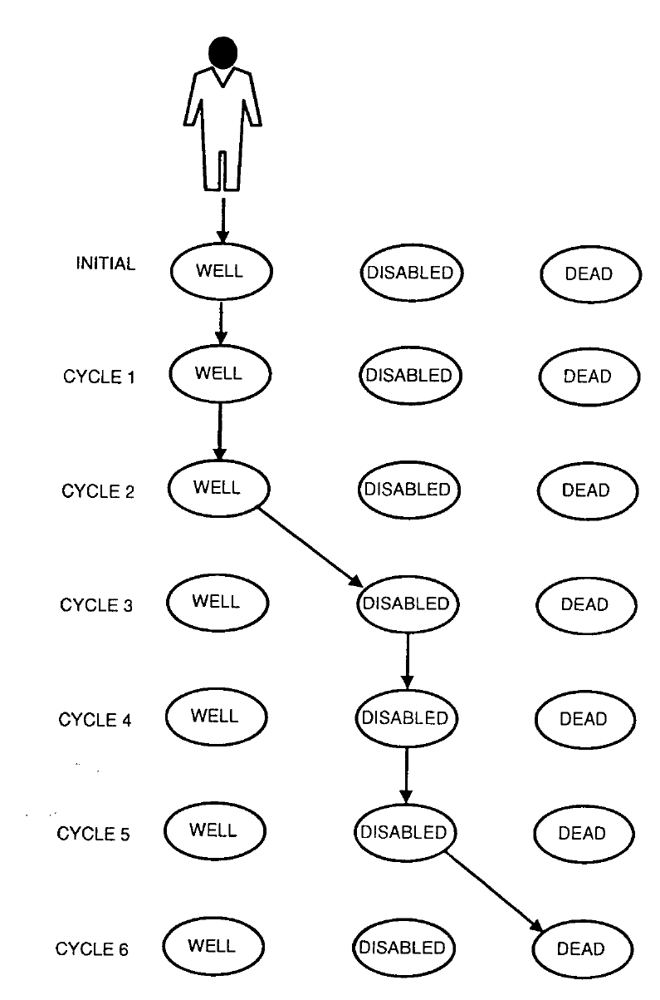 INITIAL WELL DISABLED DEAD
CYCLE 1 WELL DISABLED DEAD
CYCLE 2 WELL DISABLED DEAD
CYCLE 3 WELL DISABLED DEAD
CYCLE 4 WELL DISABLED DEAD
CYCLE 5 WELL DISABLED DEAD
CYCLE 6 WELL DISABLED DEAD